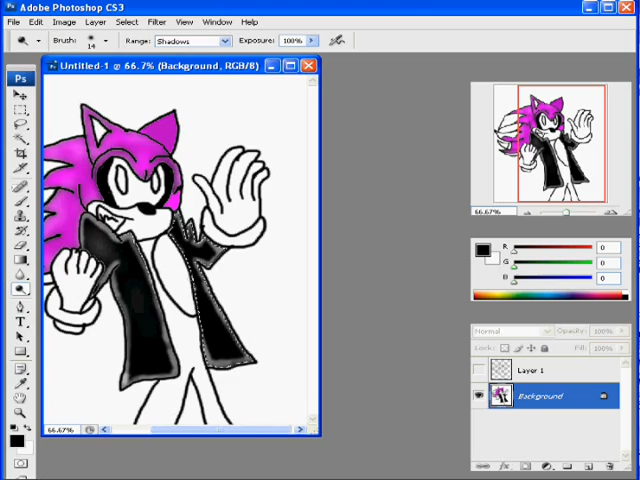 Adobe Photoshop CS3
File Edit Image Layer Select Filter View Window Help
Brush: 14 Range: Shadows Exposure: 100%
Ps
Untitled-1 @ 66.7% (Background, RGB/8)
66.67%
66.67%
R 0
G 0
B 0
Normal Opacity: 100%
Lock: Fill: 100%
Layer 1
Background
T